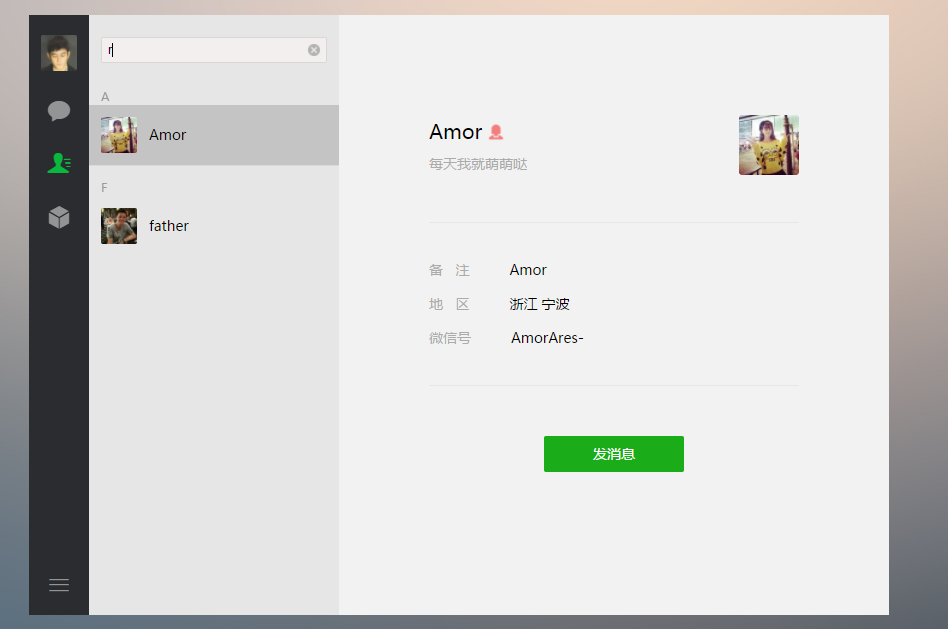 r
A
Amor
F
father
Amor
每天我就萌萌哒
备 注 Amor
地 区 浙江 宁波
微信号 AmorAres-
发消息